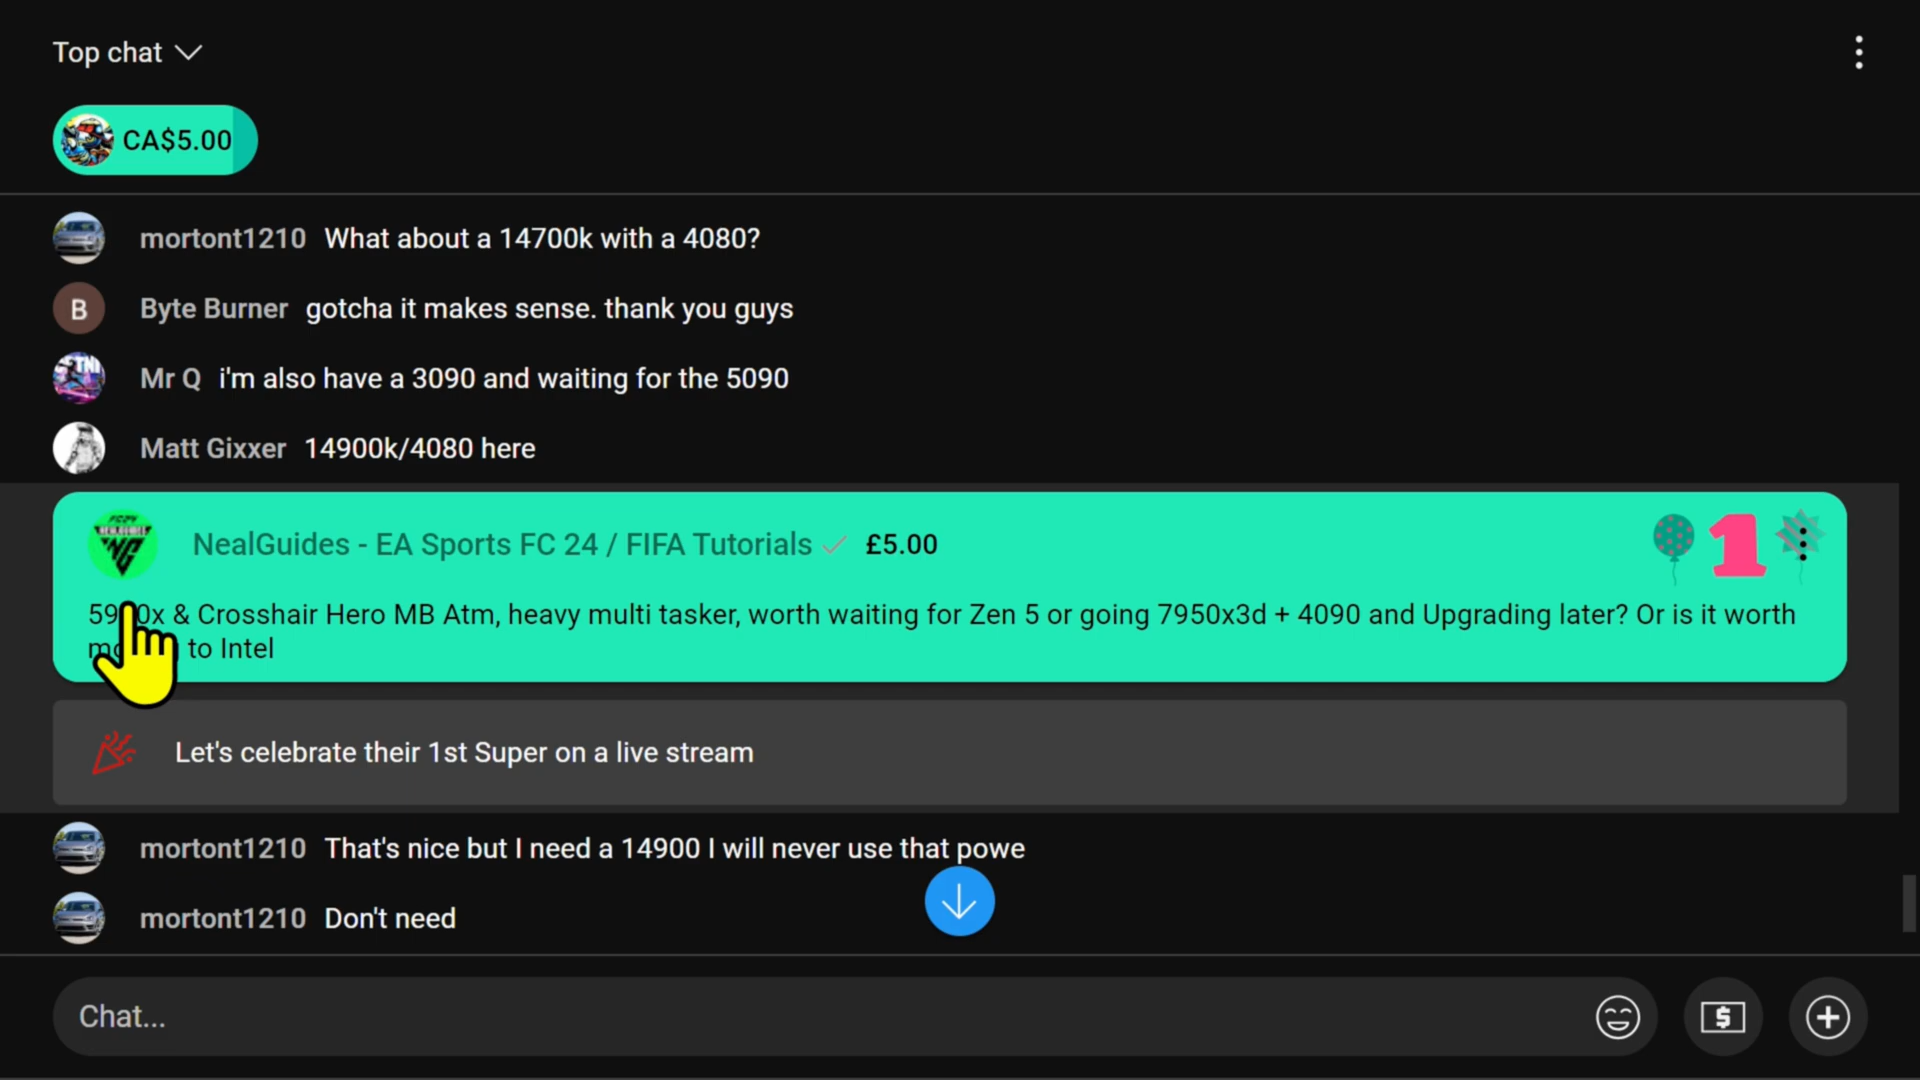 Top chat
CA$5.00
mortont1210 What about a 14700k with a 4080?
B Byte Burner gotcha it makes sense. thank you guys
Mr Q i'm also have a 3090 and waiting for the 5090
Matt Gixxer 14900k/4080 here
NealGuides - EA Sports FC 24 / FIFA Tutorials £5.00
1
& Crosshair Hero MB Atm, heavy multi tasker, worth waiting for Zen 5 or going 7950x3d + 4090 and Upgrading later? Or is it worth
to Intel
Let's celebrate their 1st Super on a live stream
mortont1210 That's nice but I need a 14900 I will never use that powe
mortont1210 Don't need
Chat...